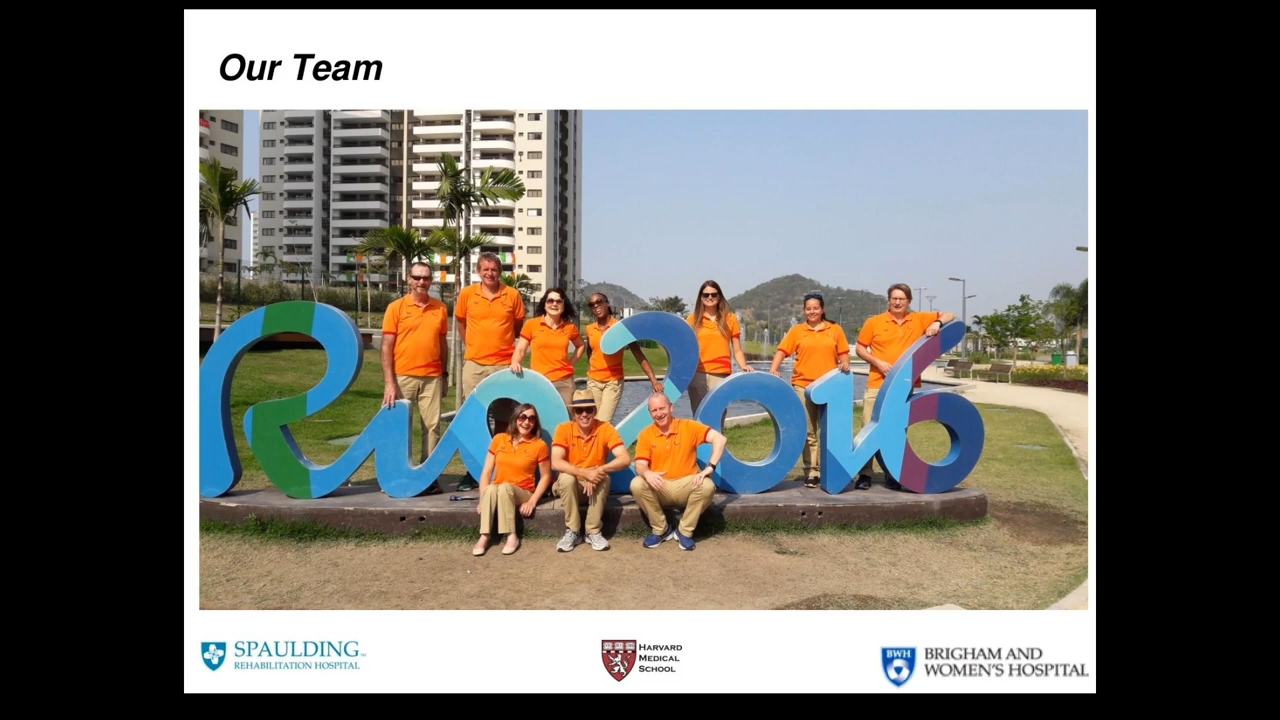 Our Team
Rio2016
SPAULDING
REHABILITATION HOSPITAL
HARVARD
MEDICAL
SCHOOL
BWH
BRIGHAM AND
WOMEN'S HOSPITAL